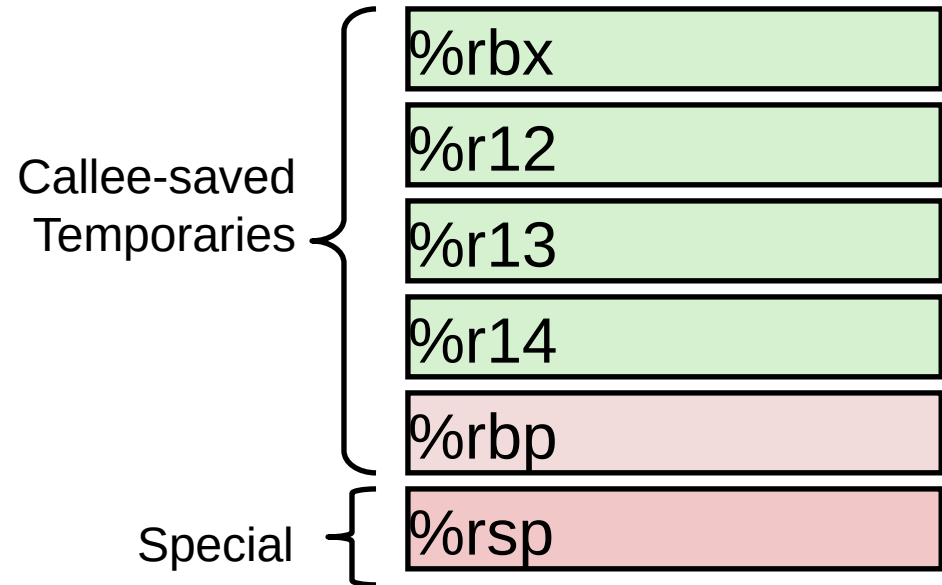 %rbx
%r12
Callee-saved
Temporaries
%r13
%r14
%rbp
%rsp
Special